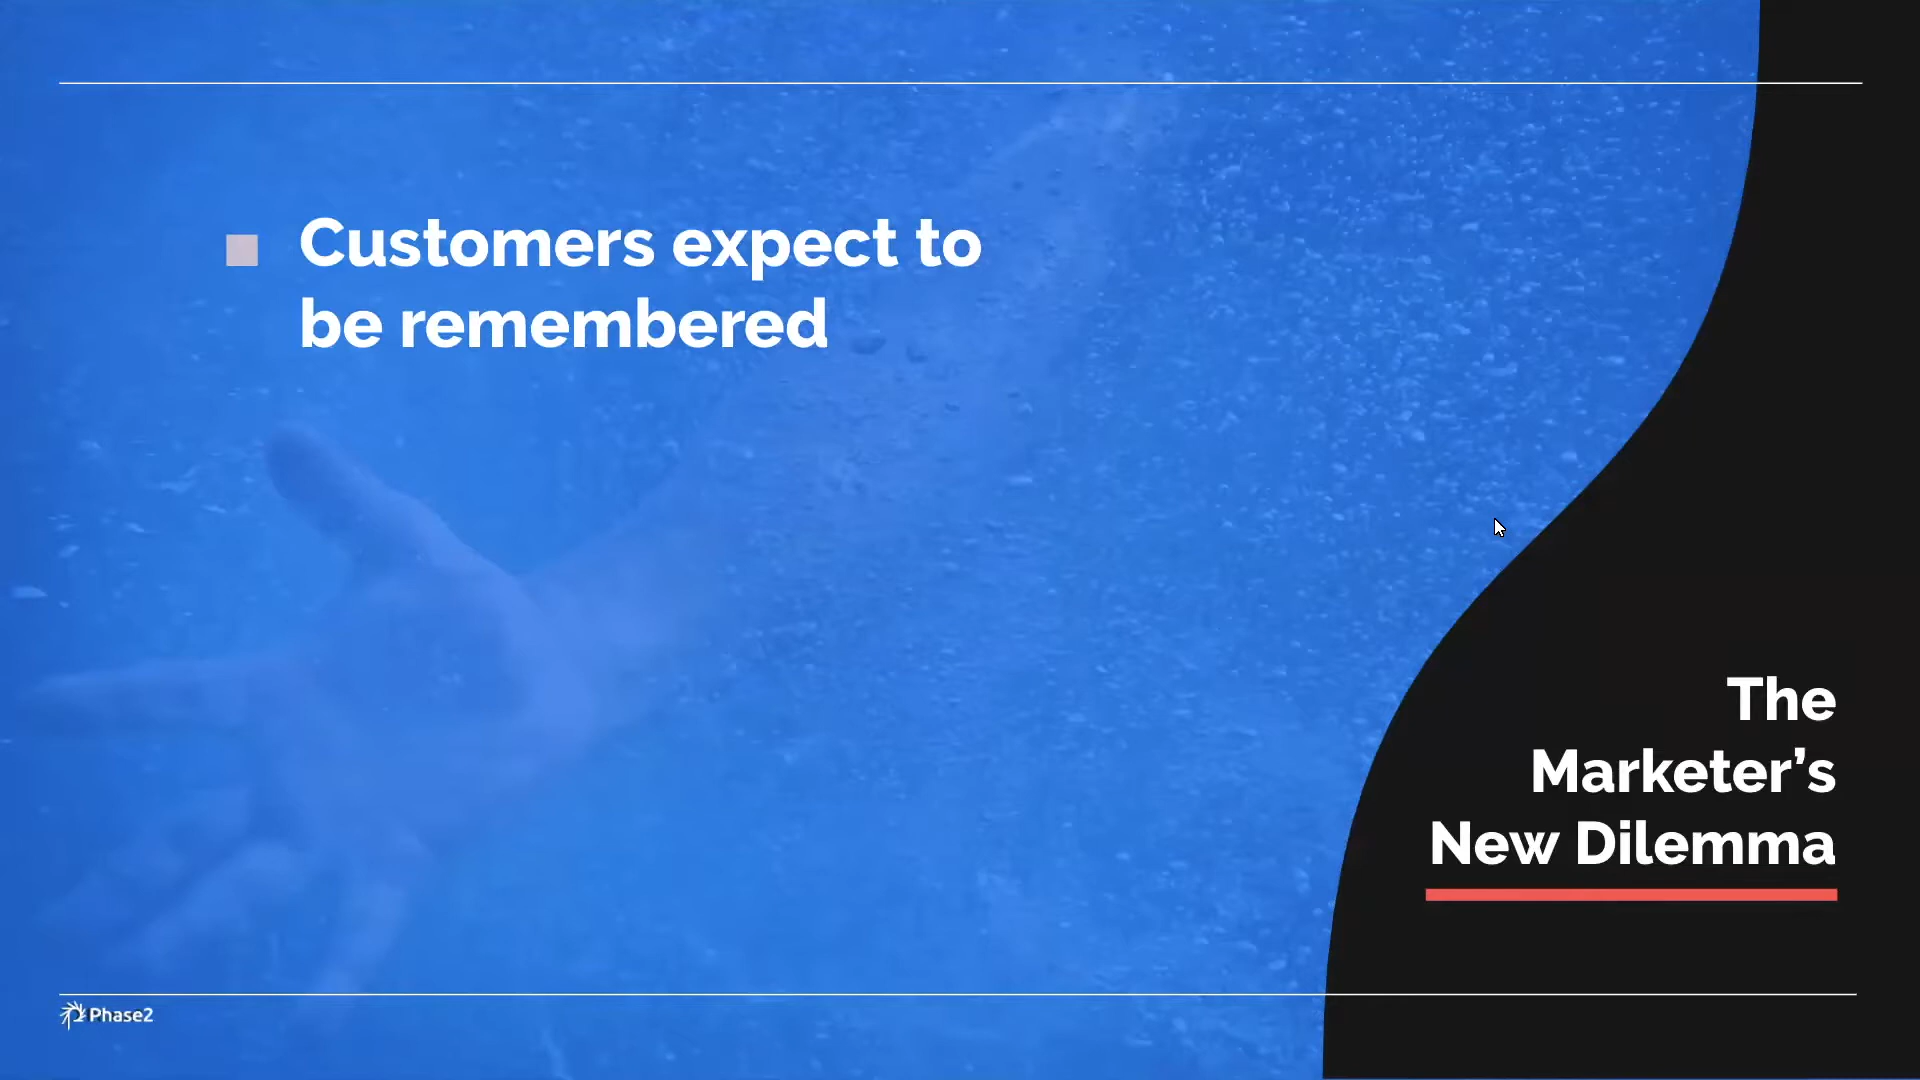 Customers expect to
be remembered
The
Marketer’s
New Dilemma
Phase2